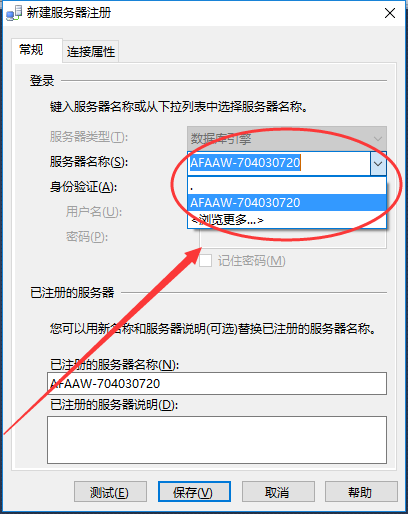 新建服务器注册
常规 连接属性
登录
键入服务器名称或从下拉列表中选择服务器名称。
服务器类型(T): 数据库引擎
服务器名称(S): AFAAW-704030720
.
身份验证(A): AFAAW-704030720
用户名(U): <浏览更多...>
密码(P):
记住密码(M)
已注册的服务器
您可以用新名称和服务器说明(可选)替换已注册的服务器名称。
已注册的服务器名称(N):
AFAAW-704030720
已注册的服务器说明(D):
测试(E) 保存(V) 取消 帮助